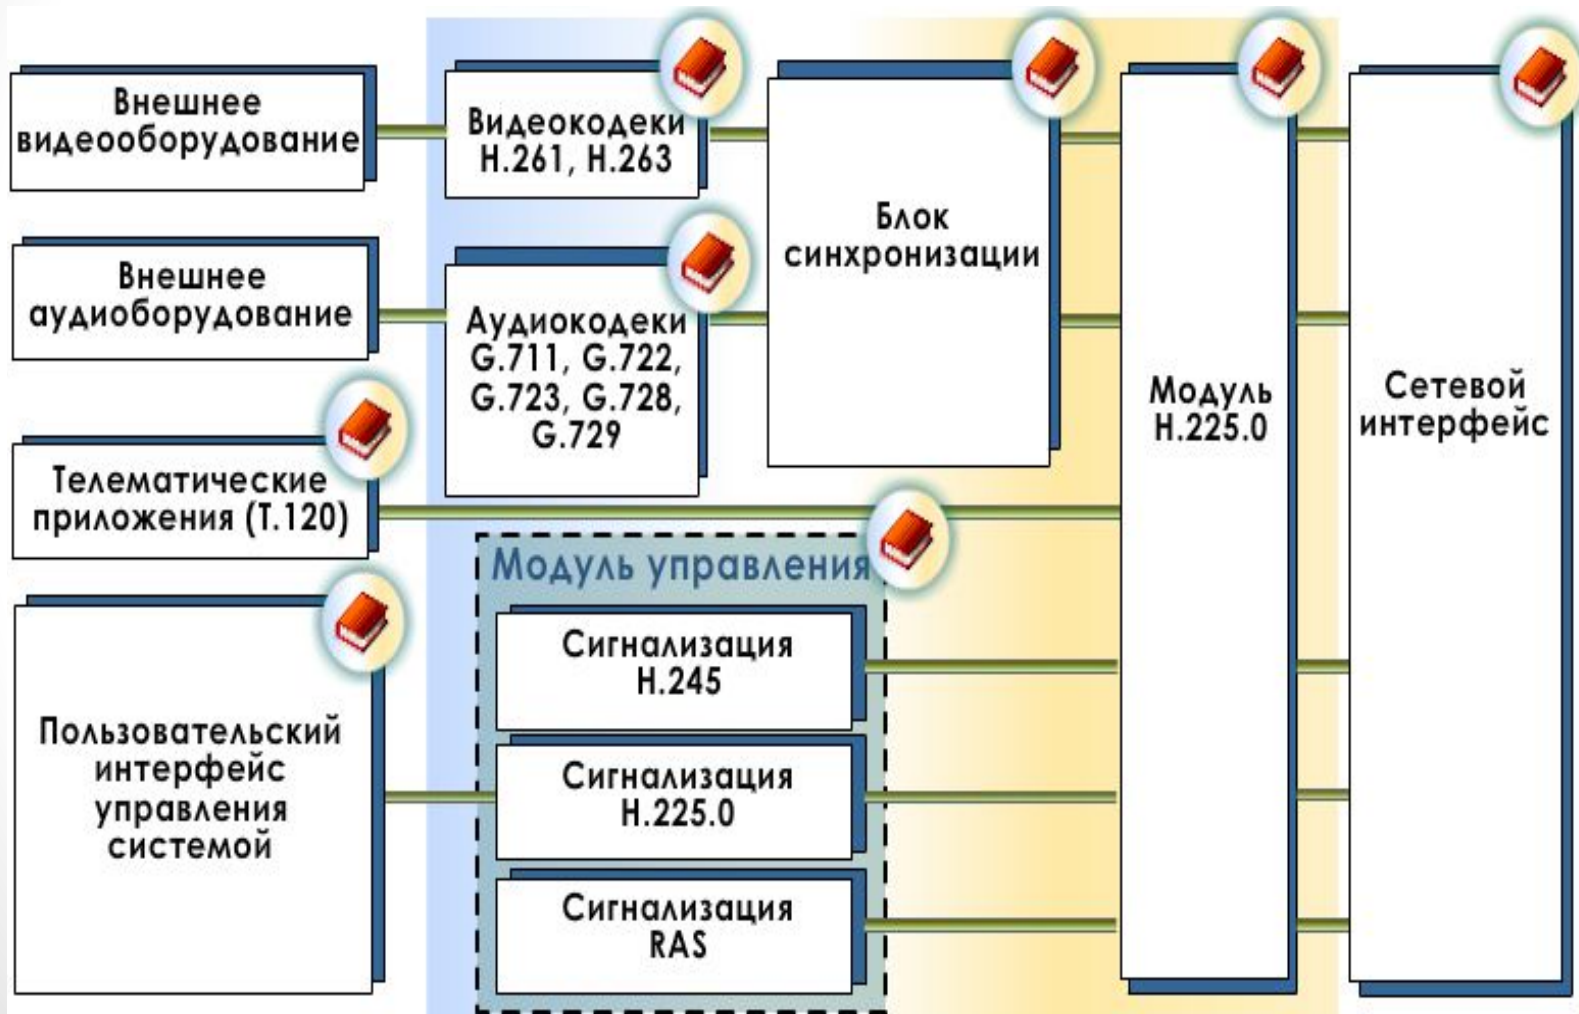 Внешнее
видеооборудование
Видеокодеки
H.261, H.263
Блок
синхронизации
Внешнее
аудиоборудование
Аудиокодеки
G.711, G.722,
G.723, G.728,
G.729
Модуль
H.225.0
Сетевой
интерфейс
Телематические
приложения (T.120)
Модуль управления
Сигнализация
H.245
Пользовательский
интерфейс
управления
системой
Сигнализация
H.225.0
Сигнализация
RAS